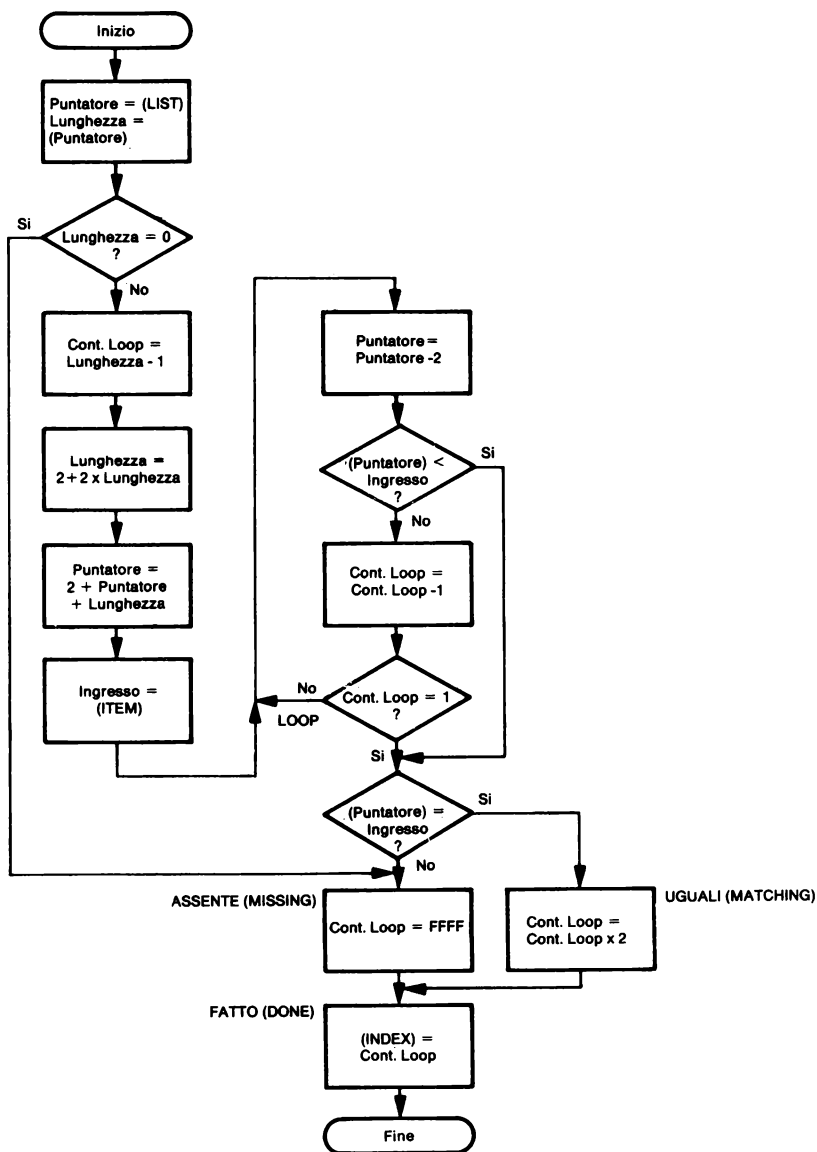 Inizio
Puntatore = (LIST)
Lunghezza =
(Puntatore)
Si
Lunghezza = 0
?
No
Cont. Loop =
Lunghezza - 1
Lunghezza =
2 + 2 x Lunghezza
Puntatore =
2 + Puntatore
+ Lunghezza
Ingresso =
(ITEM)
Puntatore =
Puntatore -2
(Puntatore) <
Ingresso
?
Si
No
Cont. Loop =
Cont. Loop -1
Cont. Loop = 1
?
No
LOOP
Si
(Puntatore) =
Ingresso
?
Si
No
ASSENTE (MISSING)
Cont. Loop = FFFF
UGUALI (MATCHING)
Cont. Loop =
Cont. Loop x 2
FATTO (DONE)
(INDEX) =
Cont. Loop
Fine